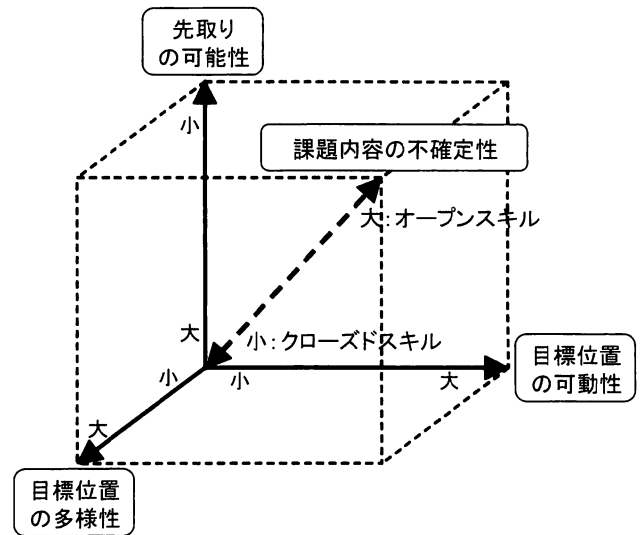 先取り
の可能性
小
課題内容の不確定性
大:オープンスキル
大
小:クローズドスキル
小
小
大
目標位置
の可動性
大
目標位置
の多様性